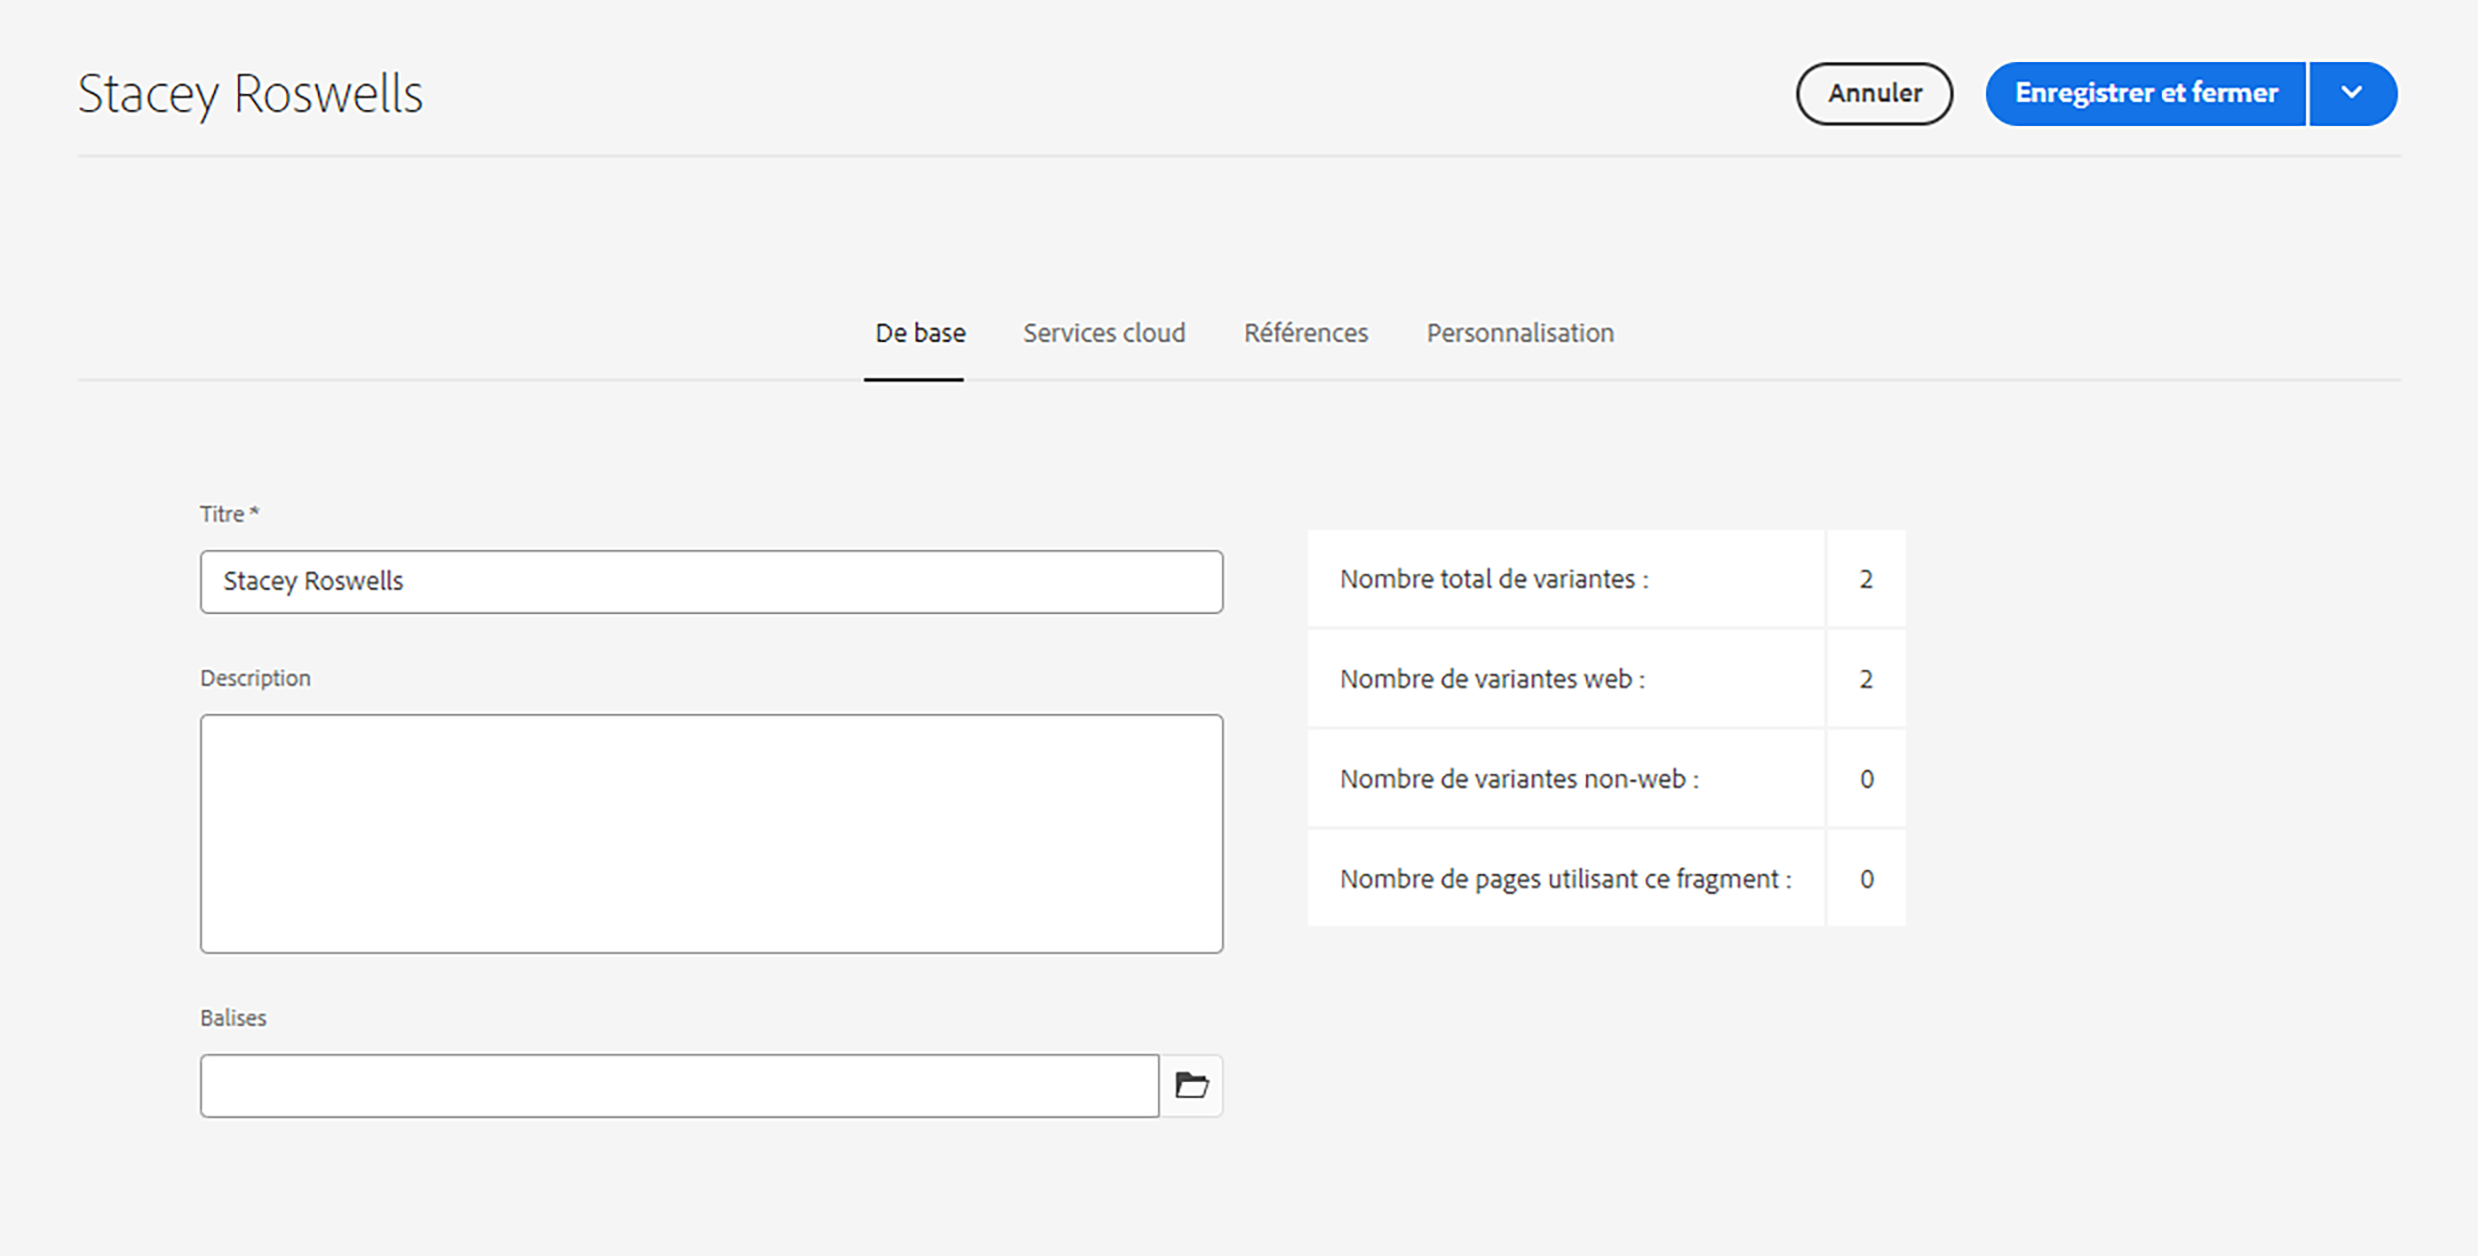 Stacey Roswells
Annuler
Enregistrer et fermer
De base
Services cloud
Références
Personnalisation
Titre *
Stacey Roswells
Description
Balises
Nombre total de variantes : 2
Nombre de variantes web : 2
Nombre de variantes non-web : 0
Nombre de pages utilisant ce fragment : 0